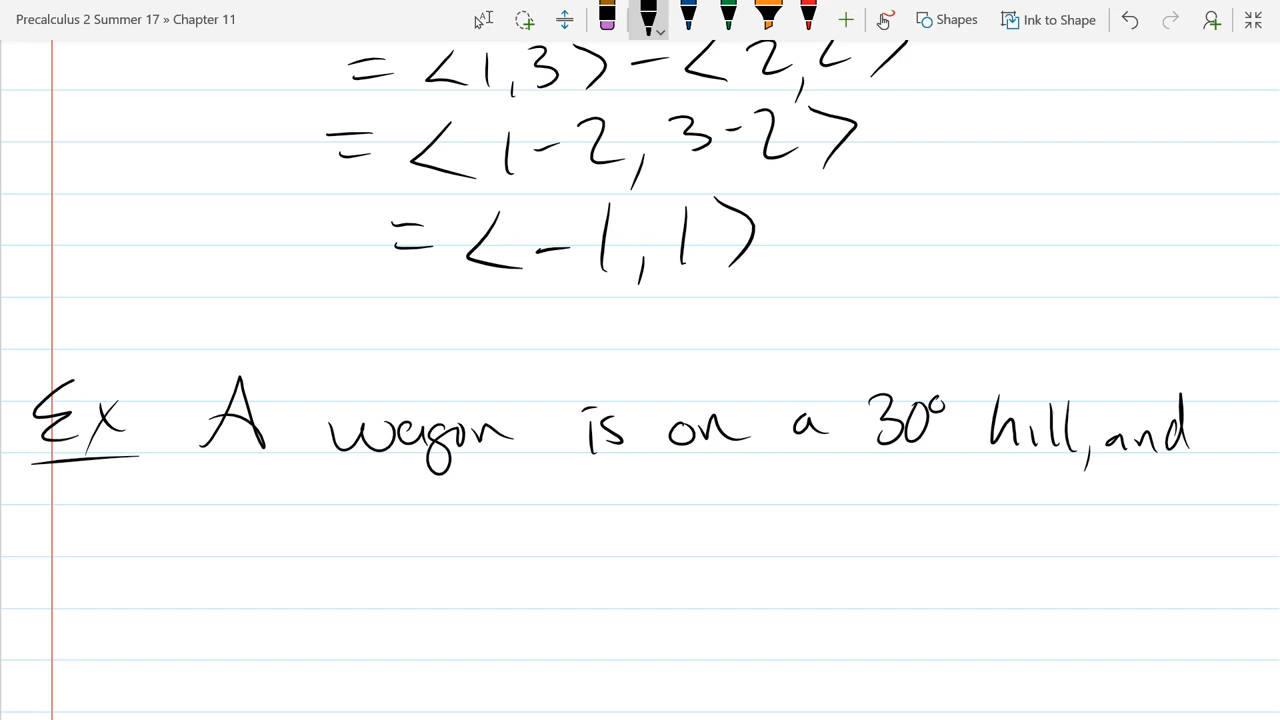 Precalculus 2 Summer 17 » Chapter 11
Shapes
Ink to Shape
= <1,3> - <2,2>
= <1-2, 3-2>
= <-1, 1>
Ex A wagon is on a 30° hill, and